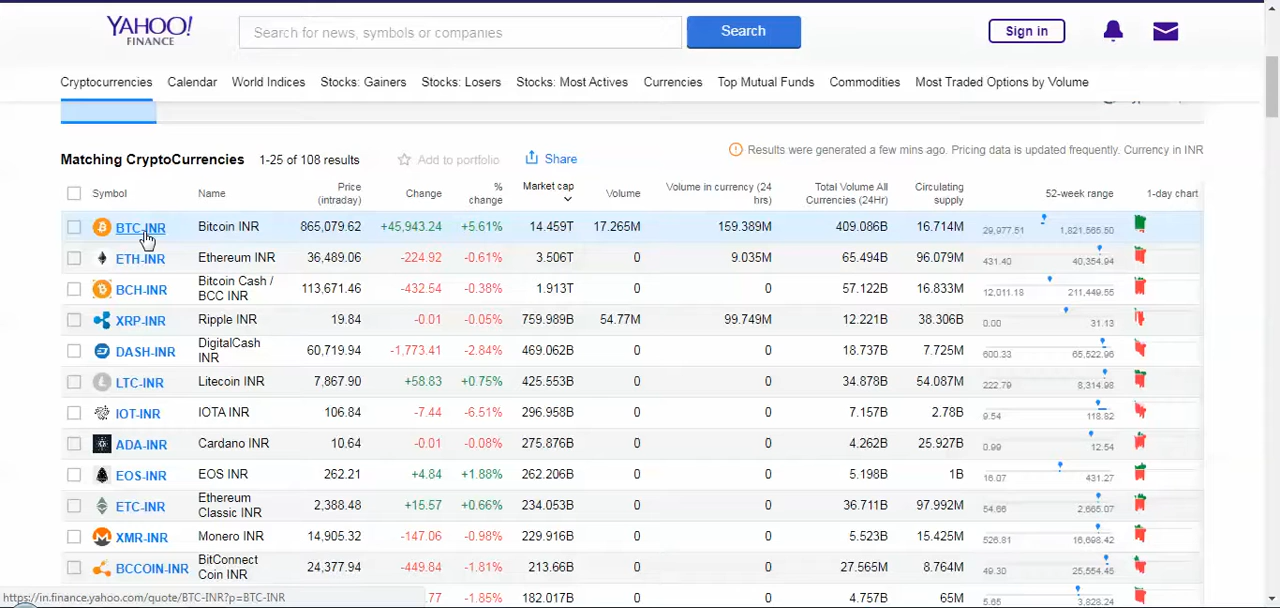 YAHOO!
FINANCE
Search for news, symbols or companies
Search
Sign in
Cryptocurrencies Calendar World Indices Stocks: Gainers Stocks: Losers Stocks: Most Actives Currencies Top Mutual Funds Commodities Most Traded Options by Volume
Matching CryptoCurrencies 1-25 of 108 results Add to portfolio Share Results were generated a few mins ago. Pricing data is updated frequently. Currency in INR
Symbol Name Price (intraday) Change % change Market cap Volume Volume in currency (24 hrs) Total Volume All Currencies (24Hr) Circulating supply 52-week range 1-day chart
BTC-INR Bitcoin INR 865,079.62 +45,943.24 +5.61% 14.459T 17.265M 159.389M 409.086B 16.714M 29,977.51 1,821,565.50
ETH-INR Ethereum INR 36,489.06 -224.92 -0.61% 3.506T 0 9.035M 65.494B 96.079M 431.40 40,354.94
BCH-INR Bitcoin Cash / BCC INR 113,671.46 -432.54 -0.38% 1.913T 0 0 57.122B 16.833M 12,011.18 211,449.55
XRP-INR Ripple INR 19.84 -0.01 -0.05% 759.989B 54.77M 99.749M 12.221B 38.306B 0.00 31.13
DASH-INR DigitalCash INR 60,719.94 -1,773.41 -2.84% 469.062B 0 0 18.737B 7.725M 600.33 65,522.96
LTC-INR Litecoin INR 7,867.90 +58.83 +0.75% 425.553B 0 0 34.878B 54.087M 222.79 8,314.98
IOT-INR IOTA INR 106.84 -7.44 -6.51% 296.958B 0 0 7.157B 2.78B 9.54 118.82
ADA-INR Cardano INR 10.64 -0.01 -0.08% 275.876B 0 0 4.262B 25.927B 0.99 12.54
EOS-INR EOS INR 262.21 +4.84 +1.88% 262.206B 0 0 5.198B 1B 16.07 431.27
ETC-INR Ethereum Classic INR 2,388.48 +15.57 +0.66% 234.053B 0 0 36.711B 97.992M 54.66 2,665.07
XMR-INR Monero INR 14,905.32 -147.06 -0.98% 229.916B 0 0 5.523B 15.425M 526.81 16,698.42
BCCOIN-INR BitConnect Coin INR 24,377.94 -449.84 -1.81% 213.66B 0 0 27.565M 8.764M 49.30 25,554.45
.77 -1.85% 182.017B 0 0 4.757B 65M 5.65 3,828.24
https://in.finance.yahoo.com/quote/BTC-INR?p=BTC-INR